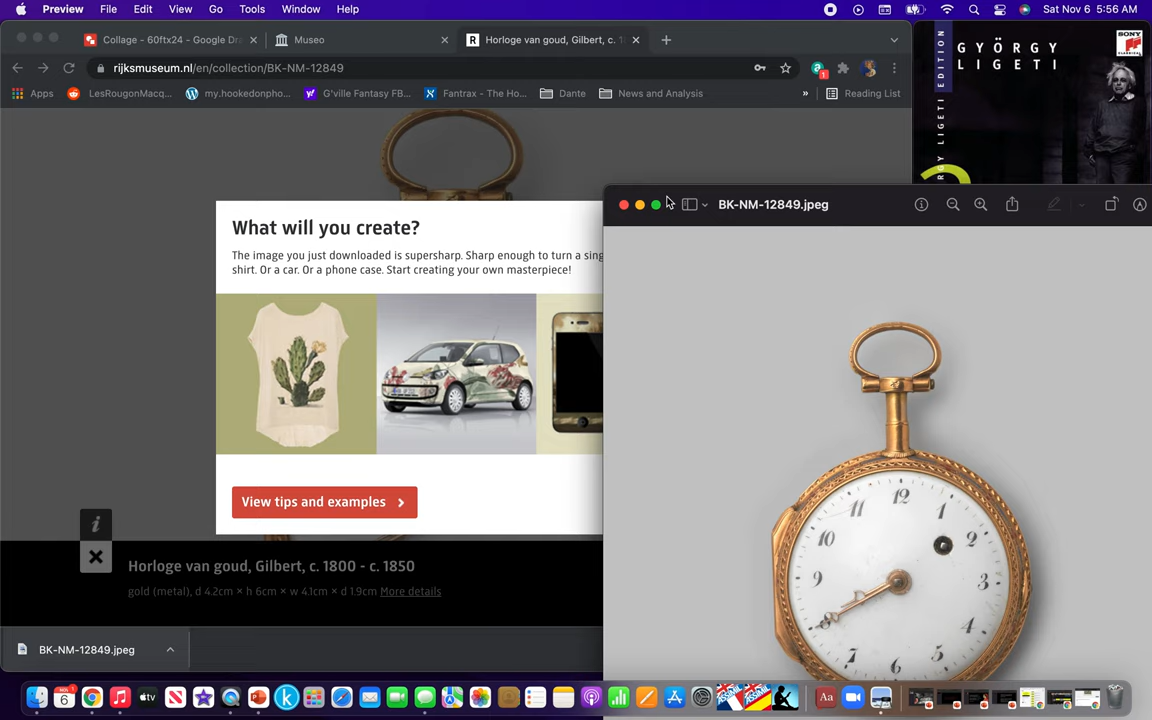 Preview File Edit View Go Tools Window Help Sat Nov 6 5:56 AM
Collage - 60ftx24 - Google Dra
Museo
Horloge van goud, Gilbert, c. 1
rijksmuseum.nl/en/collection/BK-NM-12849
Apps LesRougonMacq... my.hookedonpho... G'ville Fantasy FB... Fantrax - The Ho... Dante News and Analysis » Reading List
GYÖRGY
LIGETI
EDITION
SONY
What will you create?
The image you just downloaded is supersharp. Sharp enough to turn a sing
shirt. Or a car. Or a phone case. Start creating your own masterpiece!
View tips and examples
Horloge van goud, Gilbert, c. 1800 - c. 1850
gold (metal), d 4.2cm × h 6cm × w 4.1cm × d 1.9cm More details
BK-NM-12849.jpeg
BK-NM-12849.jpeg
12
1
2
3
4
5
6
7
8
9
10
11
NOV
6
tv
Aa